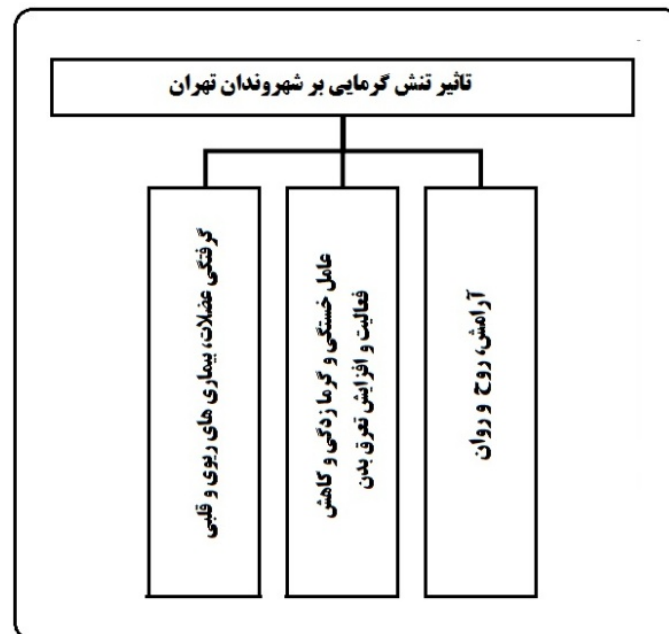 تاثیر تنش گرمایی بر شهروندان تهران
آرامش، روح و روان
عامل خستگی و گرما زدگی و کاهش
فعالیت و افزایش تعرق بدن
گرفتگی عضلات، بیماری های ریوی و قلبی